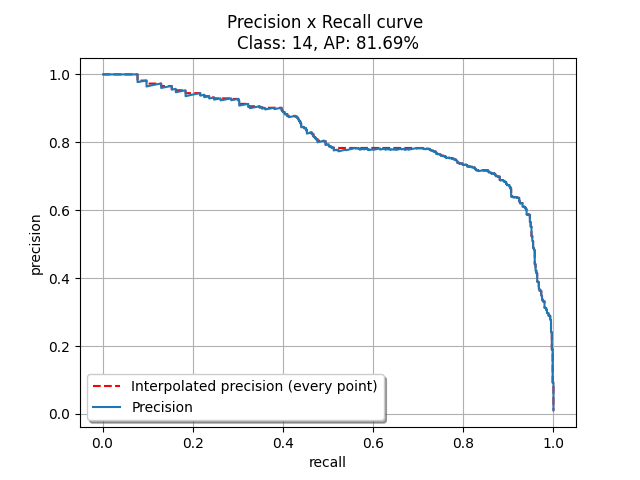 Precision x Recall curve
Class: 14, AP: 81.69%
1.0
0.8
0.6
0.4
0.2
0.0
precision
Interpolated precision (every point)
Precision
0.0 0.2 0.4 0.6 0.8 1.0
recall